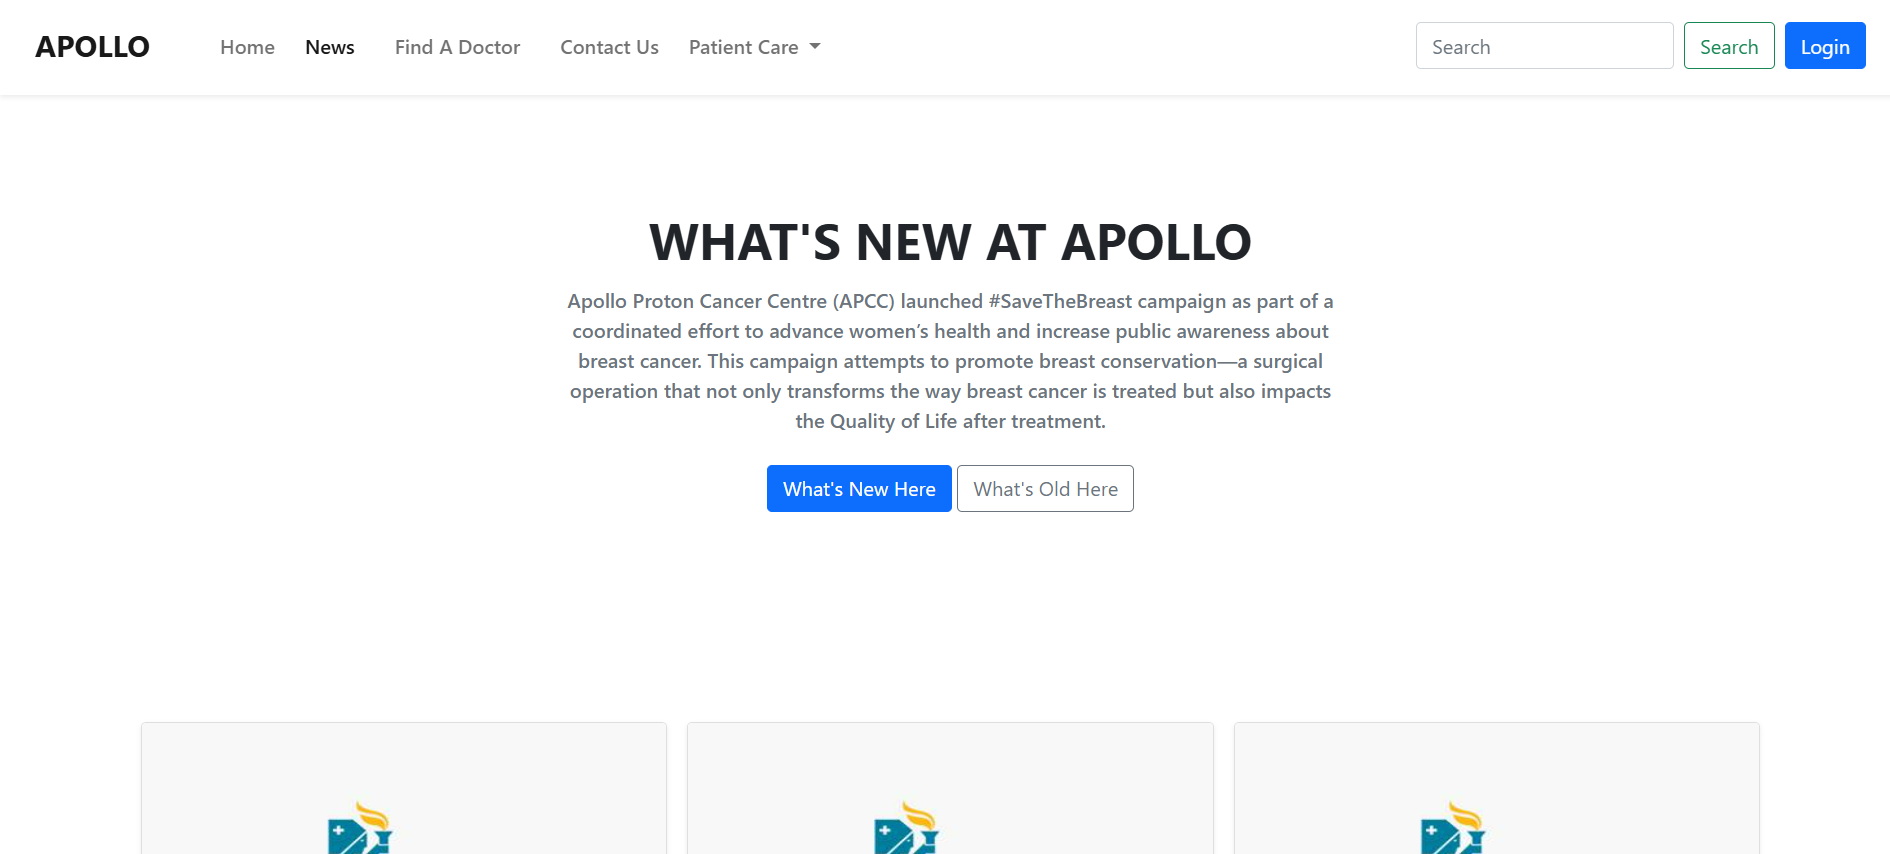 APOLLO
Home News Find A Doctor Contact Us Patient Care
Search Search Login
WHAT'S NEW AT APOLLO
Apollo Proton Cancer Centre (APCC) launched #SaveTheBreast campaign as part of a
coordinated effort to advance women’s health and increase public awareness about
breast cancer. This campaign attempts to promote breast conservation—a surgical
operation that not only transforms the way breast cancer is treated but also impacts
the Quality of Life after treatment.
What's New Here What's Old Here